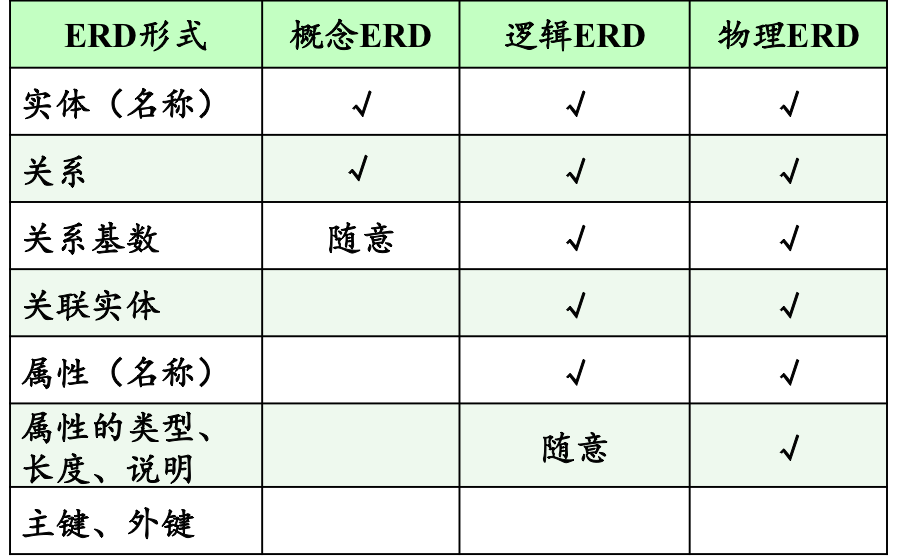 ERD形式 概念ERD 逻辑ERD 物理ERD
实体（名称） √ √ √
关系 √ √ √
关系基数 随意 √ √
关联实体 √ √
属性（名称） √ √
属性的类型、
长度、说明 随意 √
主键、外键